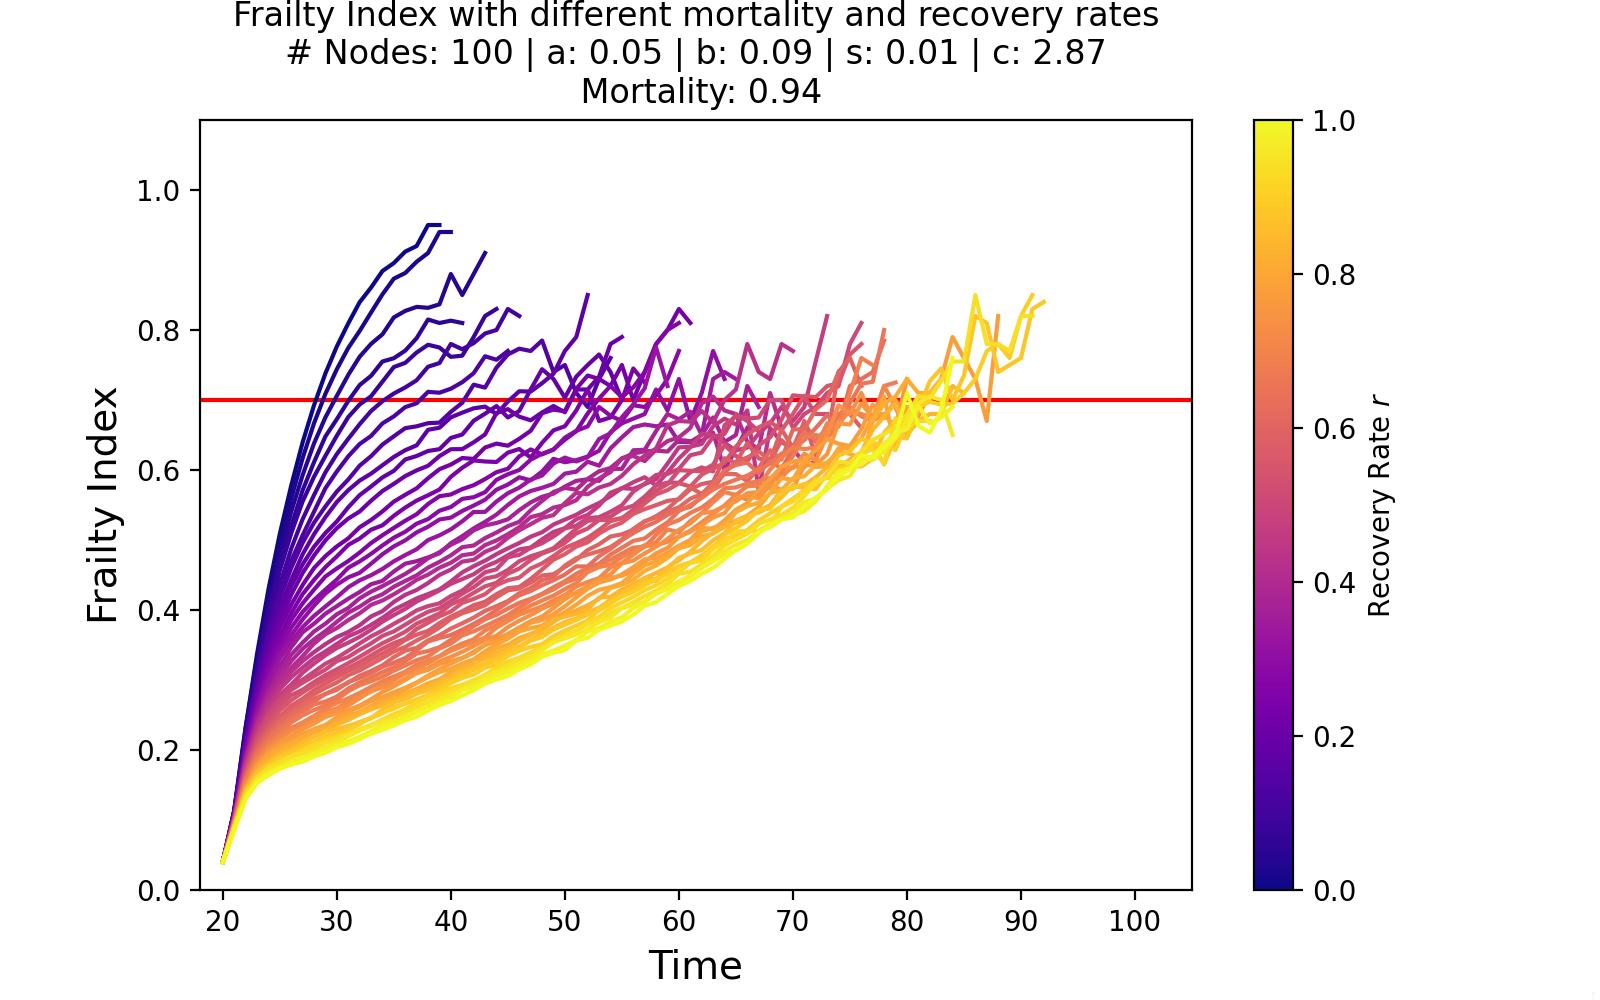 Frailty Index with different mortality and recovery rates
# Nodes: 100 | a: 0.05 | b: 0.09 | s: 0.01 | c: 2.87
Mortality: 0.94
Frailty Index
1.0
0.8
0.6
0.4
0.2
0.0
20 30 40 50 60 70 80 90 100
Time
1.0
0.8
0.6
0.4
0.2
0.0
Recovery Rate r